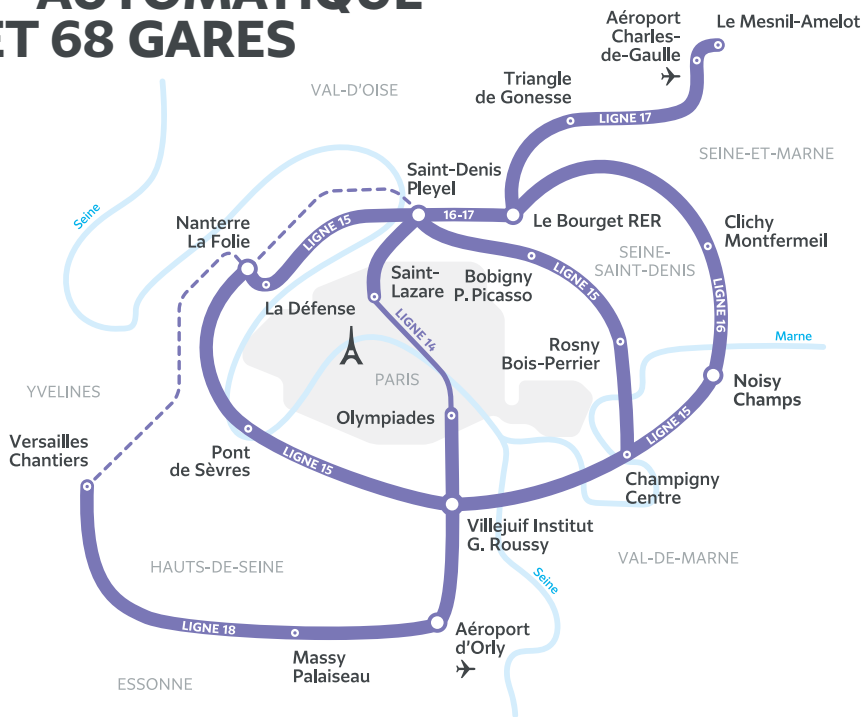 AUTOMATIQUE
ET 68 GARES
Aéroport
Charles-
de-Gaulle
Le Mesnil-Amelot
Triangle
de Gonesse
VAL-D'OISE
LIGNE 17
SEINE-ET-MARNE
Saint-Denis
Pleyel
Seine
Nanterre
La Folie
LIGNE 15
16-17
Le Bourget RER
Clichy
Montfermeil
SEINE-
SAINT-DENIS
Saint-
Lazare
Bobigny
P. Picasso
LIGNE 15
La Défense
LIGNE 14
LIGNE 16
Rosny
Bois-Perrier
Marne
PARIS
YVELINES
Noisy
Champs
Olympiades
LIGNE 15
Versailles
Chantiers
Pont
de Sèvres
LIGNE 15
Champigny
Centre
Villejuif Institut
G. Roussy
VAL-DE-MARNE
HAUTS-DE-SEINE
Seine
LIGNE 18
Aéroport
d'Orly
Massy
Palaiseau
ESSONNE